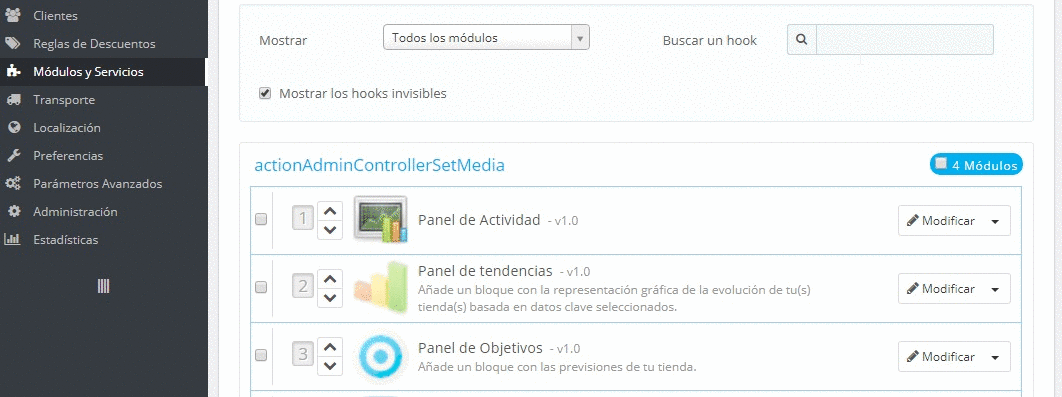 Clientes
Reglas de Descuentos
Módulos y Servicios
Transporte
Localización
Preferencias
Parámetros Avanzados
Administración
Estadísticas
Mostrar
Todos los módulos
Buscar un hook
Mostrar los hooks invisibles
actionAdminControllerSetMedia
4 Módulos
1
Panel de Actividad - v1.0
Modificar
2
Panel de tendencias - v1.0
Añade un bloque con la representación gráfica de la evolución de tu(s)
tienda(s) basada en datos clave seleccionados.
Modificar
3
Panel de Objetivos - v1.0
Añade un bloque con las previsiones de tu tienda.
Modificar